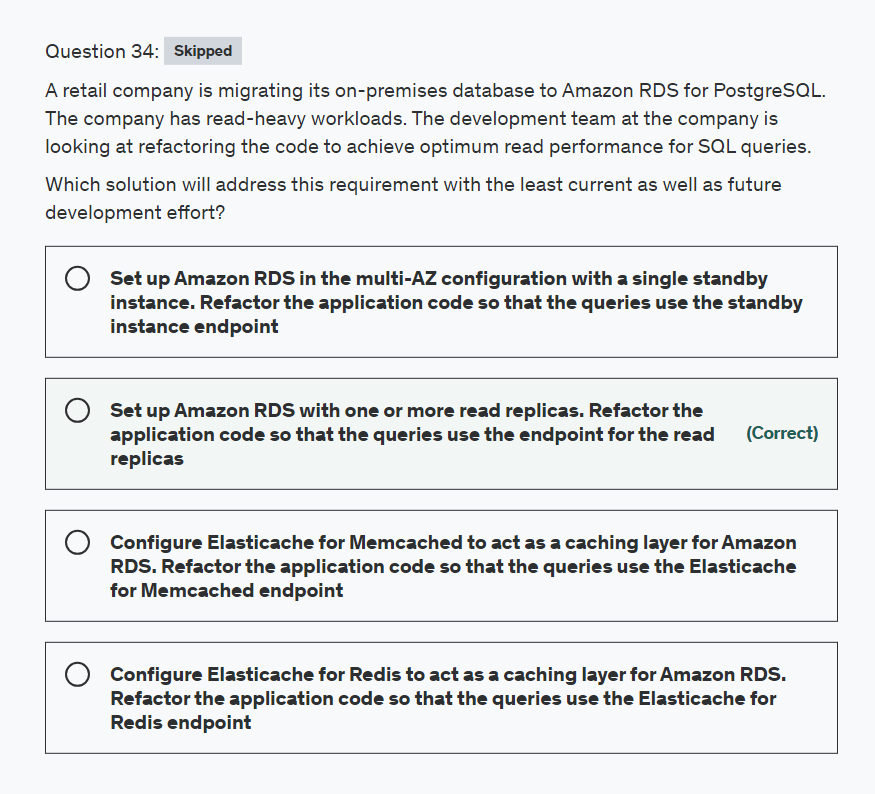 Question 34: Skipped
A retail company is migrating its on-premises database to Amazon RDS for PostgreSQL.
The company has read-heavy workloads. The development team at the company is
looking at refactoring the code to achieve optimum read performance for SQL queries.
Which solution will address this requirement with the least current as well as future
development effort?
Set up Amazon RDS in the multi-AZ configuration with a single standby
instance. Refactor the application code so that the queries use the standby
instance endpoint
Set up Amazon RDS with one or more read replicas. Refactor the
application code so that the queries use the endpoint for the read
replicas
(Correct)
Configure Elasticache for Memcached to act as a caching layer for Amazon
RDS. Refactor the application code so that the queries use the Elasticache
for Memcached endpoint
Configure Elasticache for Redis to act as a caching layer for Amazon RDS.
Refactor the application code so that the queries use the Elasticache for
Redis endpoint